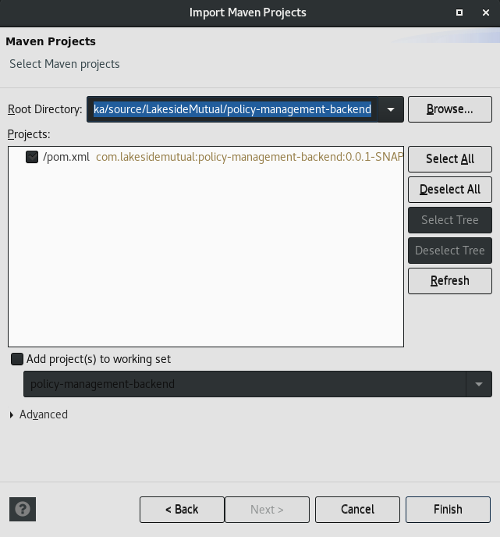 Import Maven Projects
Maven Projects
Select Maven projects
Root Directory: ka/source/LakesideMutual/policy-management-backend Browse...
Projects:
/pom.xml com.lakesidemutual:policy-management-backend:0.0.1-SNAP
Select All
Deselect All
Select Tree
Deselect Tree
Refresh
Add project(s) to working set
policy-management-backend
Advanced
? < Back Next > Cancel Finish